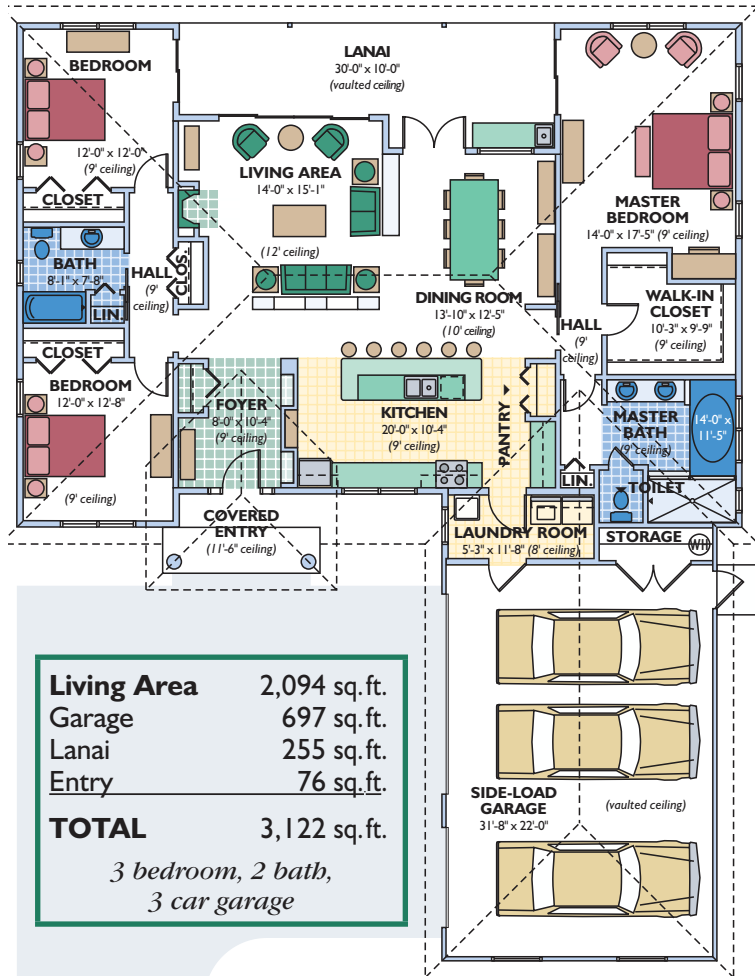 BEDROOM
12'-0" x 12'-0"
(9' ceiling)
CLOSET
LANAI
30'-0" x 10'-0"
(vaulted ceiling)
LIVING AREA
14'-0" x 15'-1"
(12' ceiling)
MASTER
BEDROOM
14'-0" x 17'-5" (9' ceiling)
BATH
8'-1" x 7'-8"
LIN.
HALL
(9'
ceiling)
CLOS.
DINING ROOM
13'-10" x 12'-5"
(10' ceiling)
HALL
(9'
ceiling)
WALK-IN
CLOSET
10'-3" x 9'-9"
(9' ceiling)
CLOSET
BEDROOM
12'-0" x 12'-8"
(9' ceiling)
FOYER
8'-0" x 10'-4"
(9' ceiling)
KITCHEN
20'-0" x 10'-4"
(9' ceiling)
PANTRY
MASTER
BATH
(9' ceiling)
14'-0" x
11'-5"
LIN.
TOILET
COVERED
ENTRY
(11'-6" ceiling)
LAUNDRY ROOM
5'-3" x 11'-8" (8' ceiling)
STORAGE
WH
SIDE-LOAD
GARAGE
31'-8" x 22'-0"
(vaulted ceiling)
Living Area 2,094 sq.ft.
Garage 697 sq.ft.
Lanai 255 sq.ft.
Entry 76 sq.ft.
TOTAL 3,122 sq.ft.
3 bedroom, 2 bath,
3 car garage